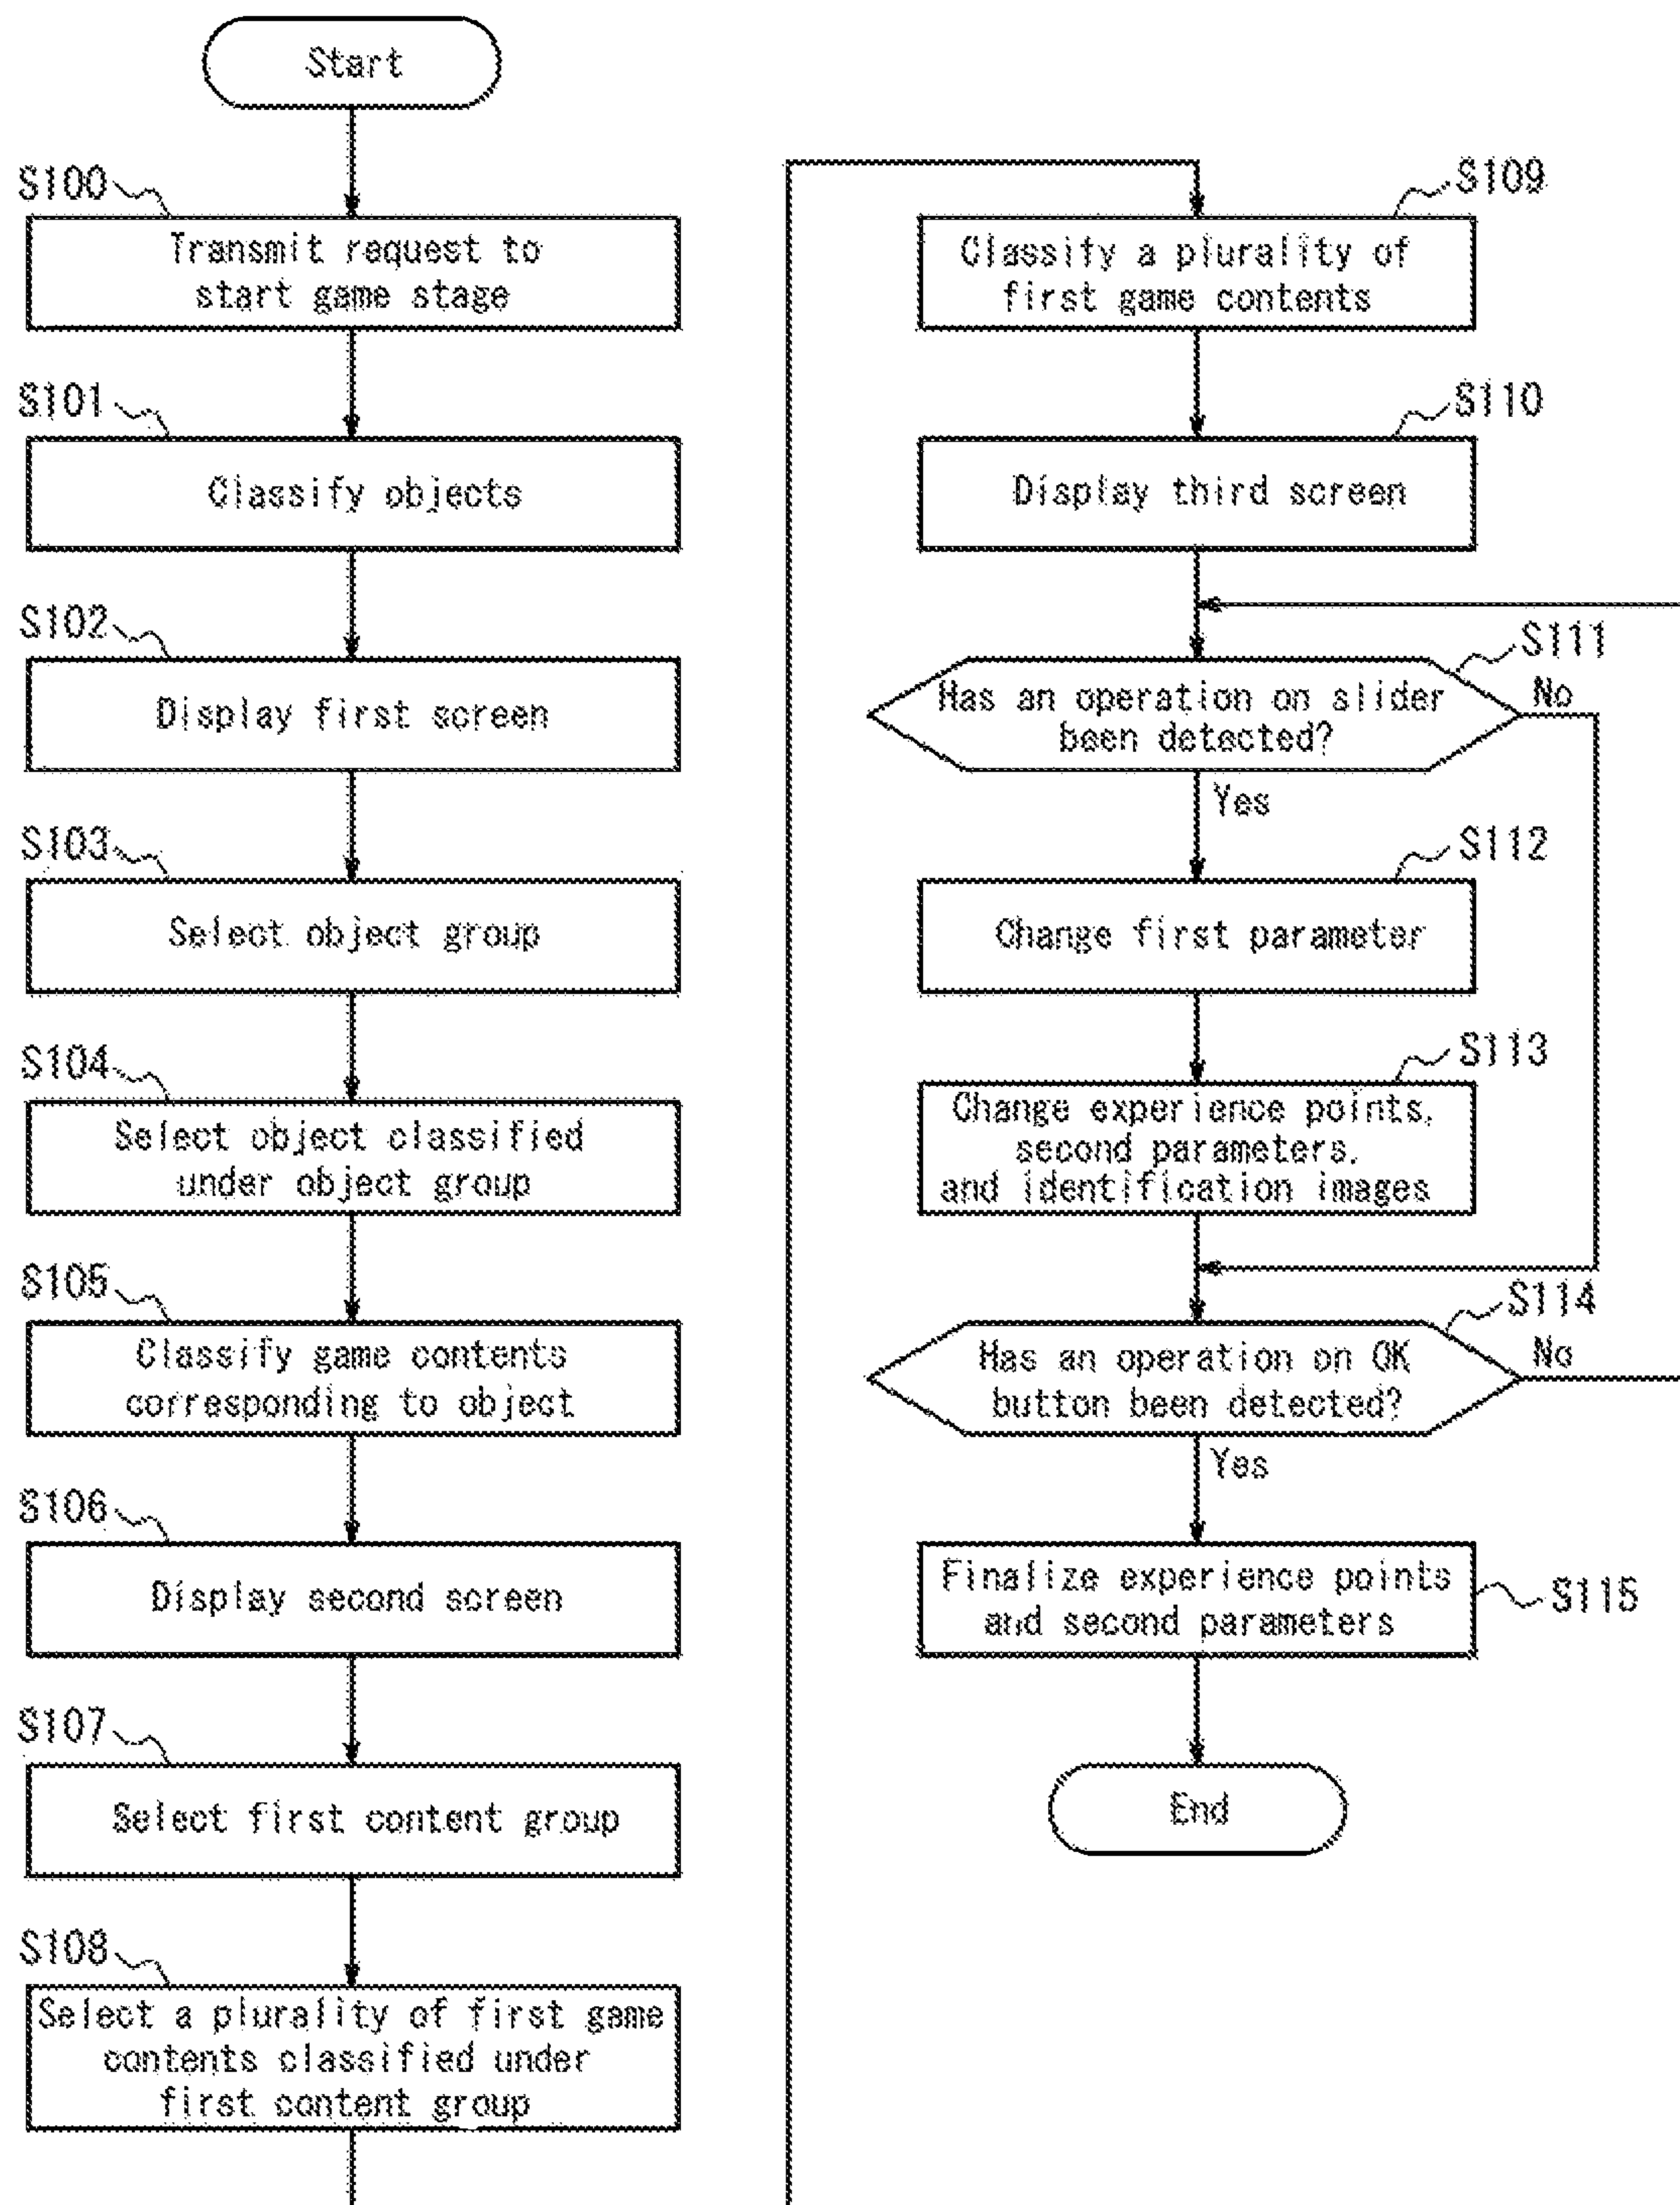 Start
S100
Transmit request to
start game stage
S101
Classify objects
S102
Display first screen
S103
Select object group
S104
Select object classified
under object group
S105
Classify game contents
corresponding to object
S106
Display second screen
S107
Select first content group
S108
Select a plurality of first game
contents classified under
first content group
S109
Classify a plurality of
first game contents
S110
Display third screen
S111
Has an operation on slider
been detected?
No
Yes
S112
Change first parameter
S113
Change experience points,
second parameters,
and identification images
S114
Has an operation on OK
button been detected?
No
Yes
Finalize experience points
and second parameters
S115
End